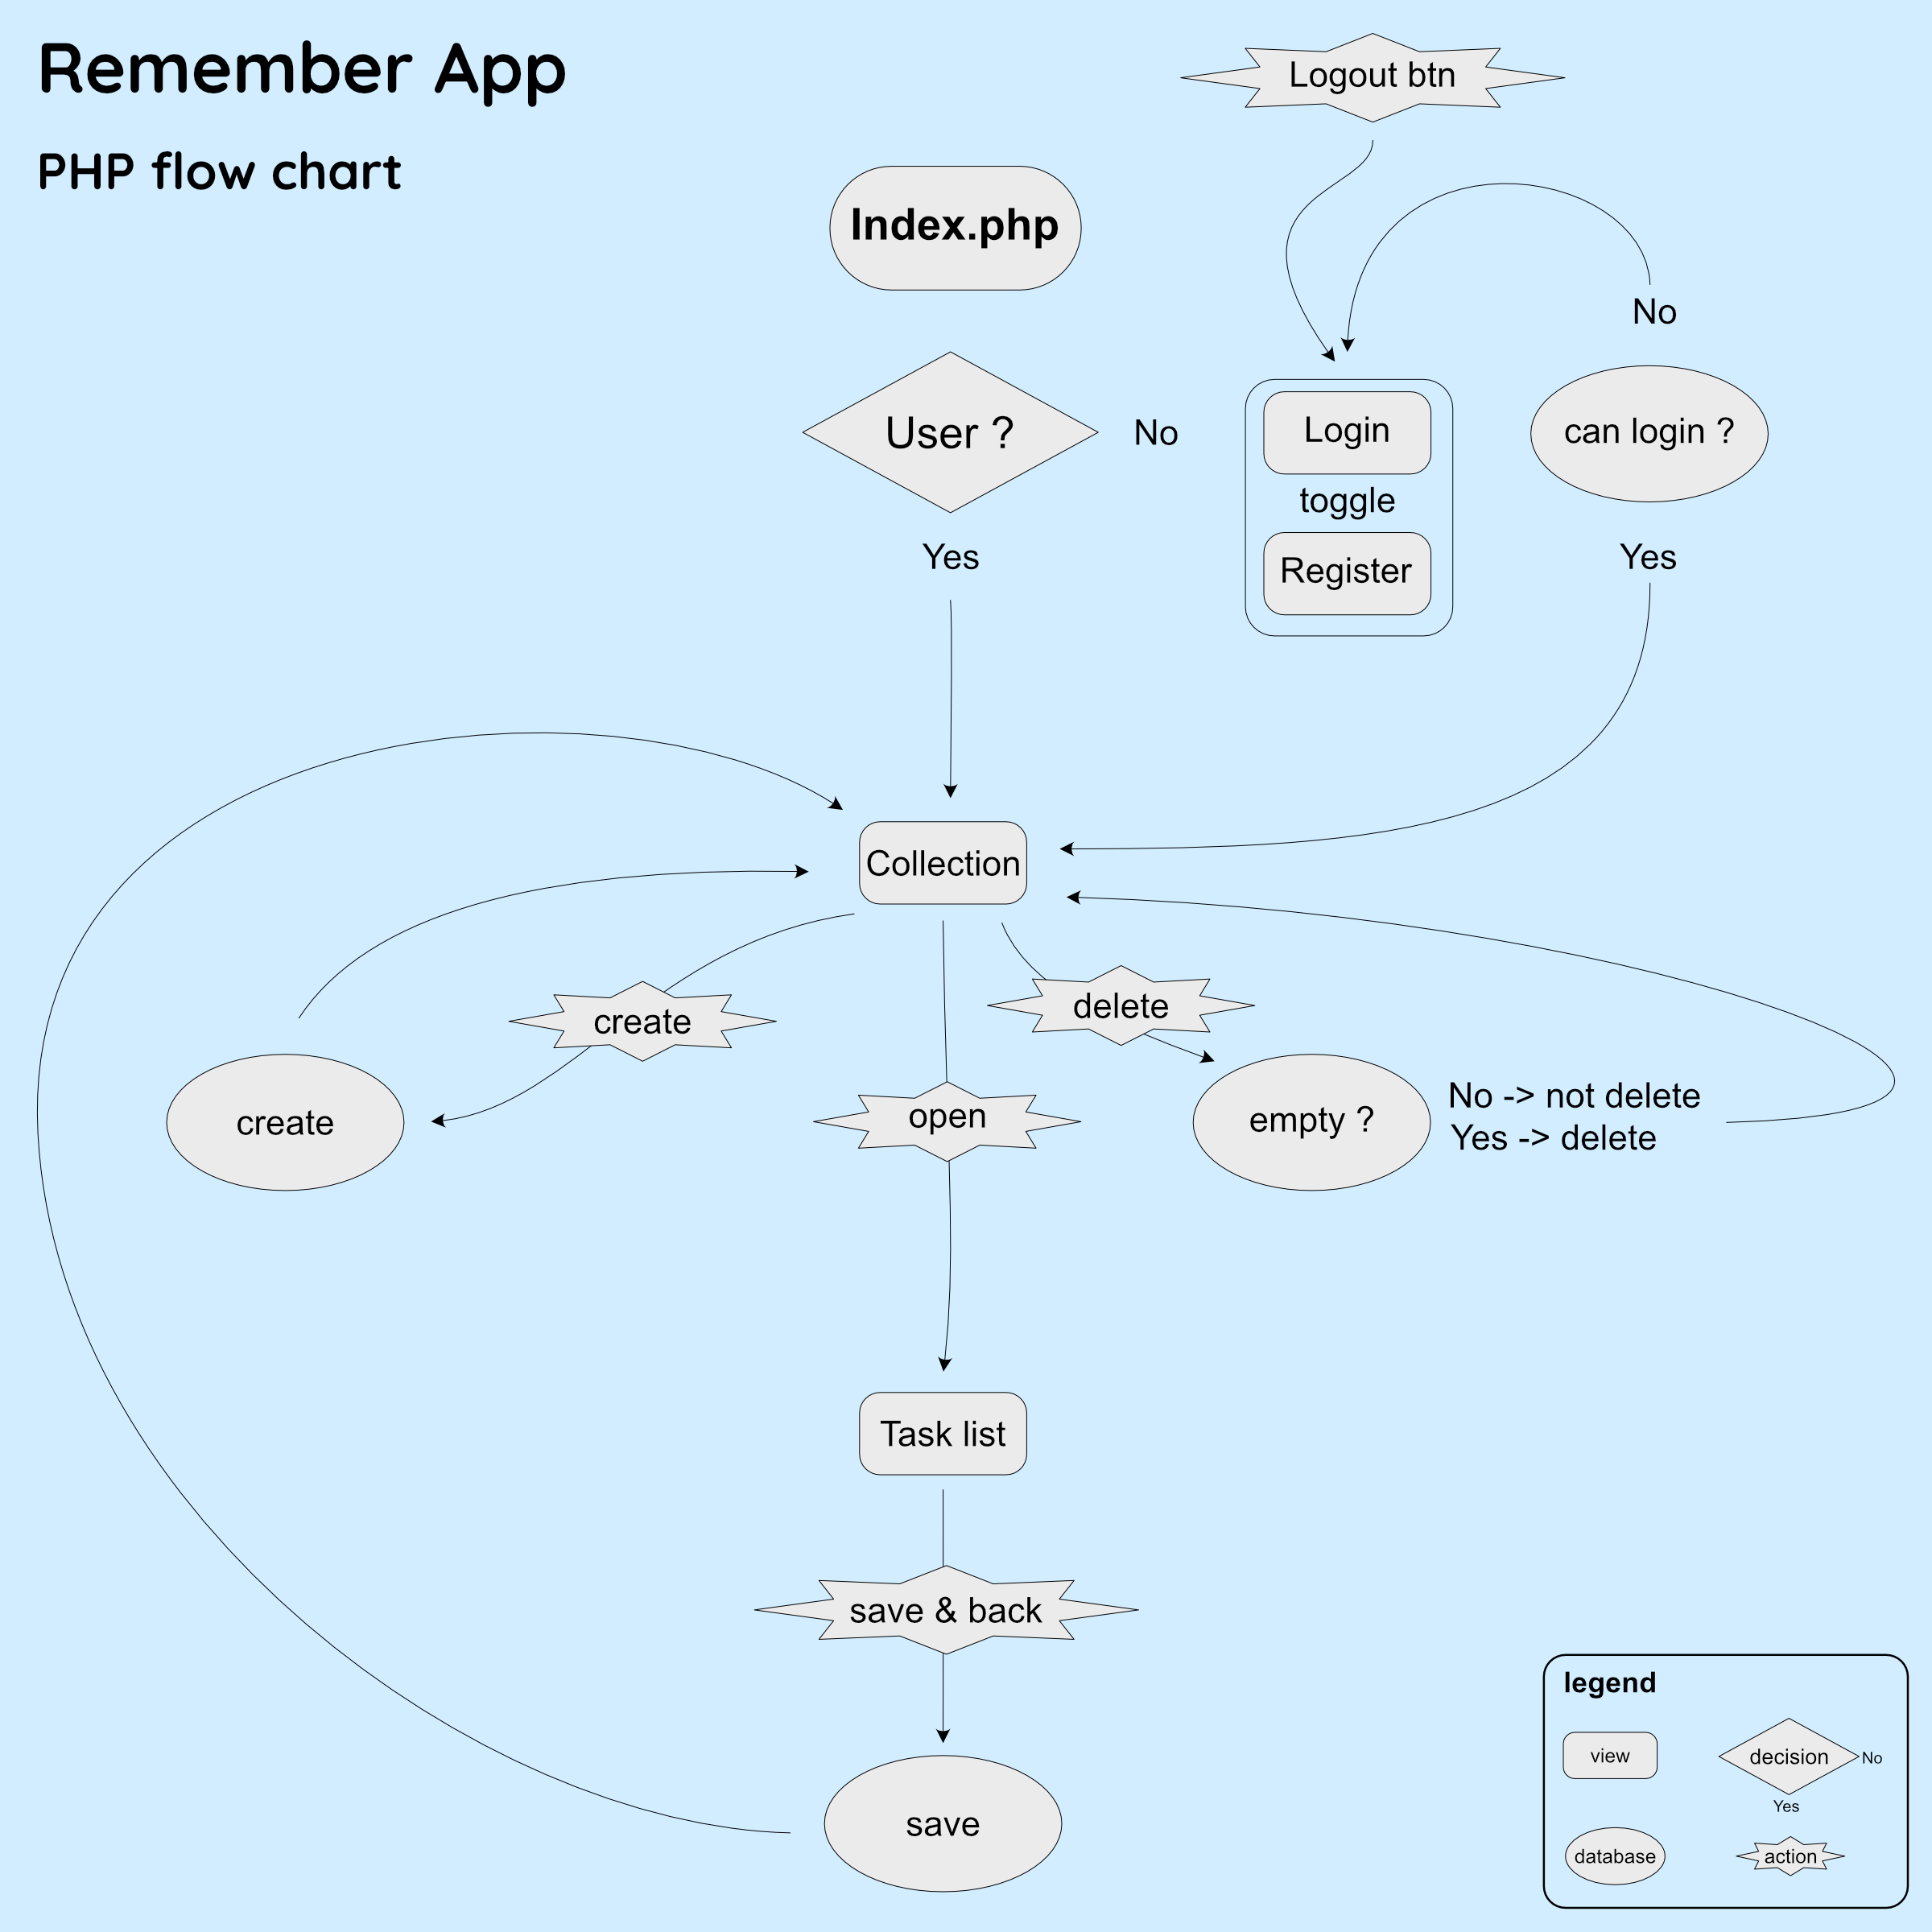 Remember App
PHP flow chart
Logout btn
Index.php
No
User ?
No
Login
toggle
Register
can login ?
Yes
Yes
Collection
create
delete
create
open
empty ?
No -> not delete
Yes -> delete
Task list
save & back
save
legend
view
decision
No
Yes
database
action